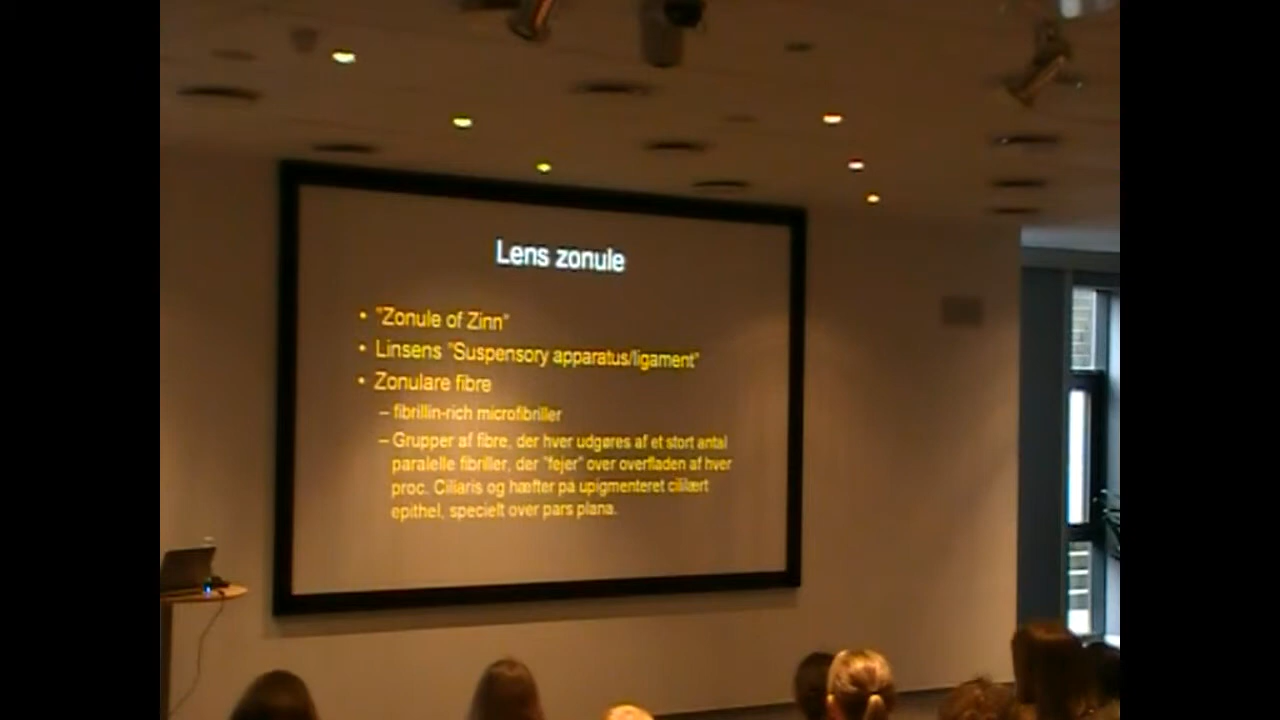 Lens zonule
• "Zonule of Zinn"
• Linsens "Suspensory apparatus/ligament"
• Zonulare fibre
– fibrillin-rich microfibriller
– Grupper af fibre, der hver udgøres af et stort antal
paralelle fibriller, der "fejer" over overfladen af hver
proc. Ciliaris og hæfter på upigmenteret ciliært
epithel, specielt over pars plana.